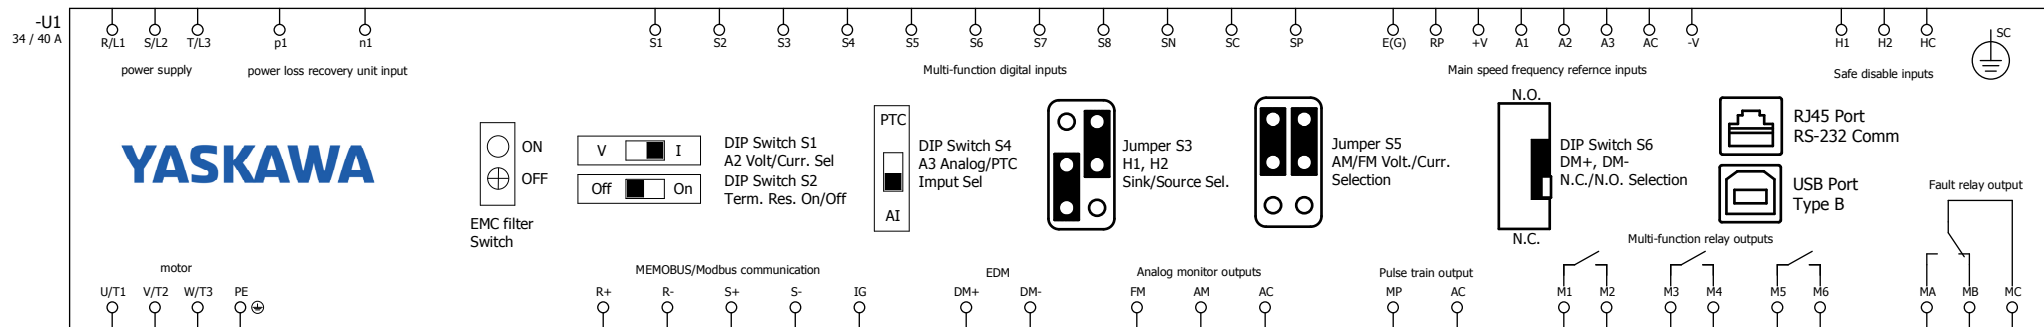 -U1
34 / 40 A
R/L1 S/L2 T/L3 p1 n1 S1 S2 S3 S4 S5 S6 S7 S8 SN SC SP E(G) RP +V A1 A2 A3 AC -V H1 H2 HC SC
power supply power loss recovery unit input Multi-function digital inputs Main speed frequency refernce inputs Safe disable inputs
YASKAWA
ON
OFF
EMC filter
Switch
V I
DIP Switch S1
A2 Volt/Curr. Sel
Off On
DIP Switch S2
Term. Res. On/Off
PTC
AI
DIP Switch S4
A3 Analog/PTC
Imput Sel
Jumper S3
H1, H2
Sink/Source Sel.
Jumper S5
AM/FM Volt./Curr.
Selection
N.O.
N.C.
DIP Switch S6
DM+, DM-
N.C./N.O. Selection
RJ45 Port
RS-232 Comm
USB Port
Type B
Fault relay output
Multi-function relay outputs
motor MEMOBUS/Modbus communication EDM Analog monitor outputs Pulse train output
U/T1 V/T2 W/T3 PE R+ R- S+ S- IG DM+ DM- FM AM AC MP AC M1 M2 M3 M4 M5 M6 MA MB MC